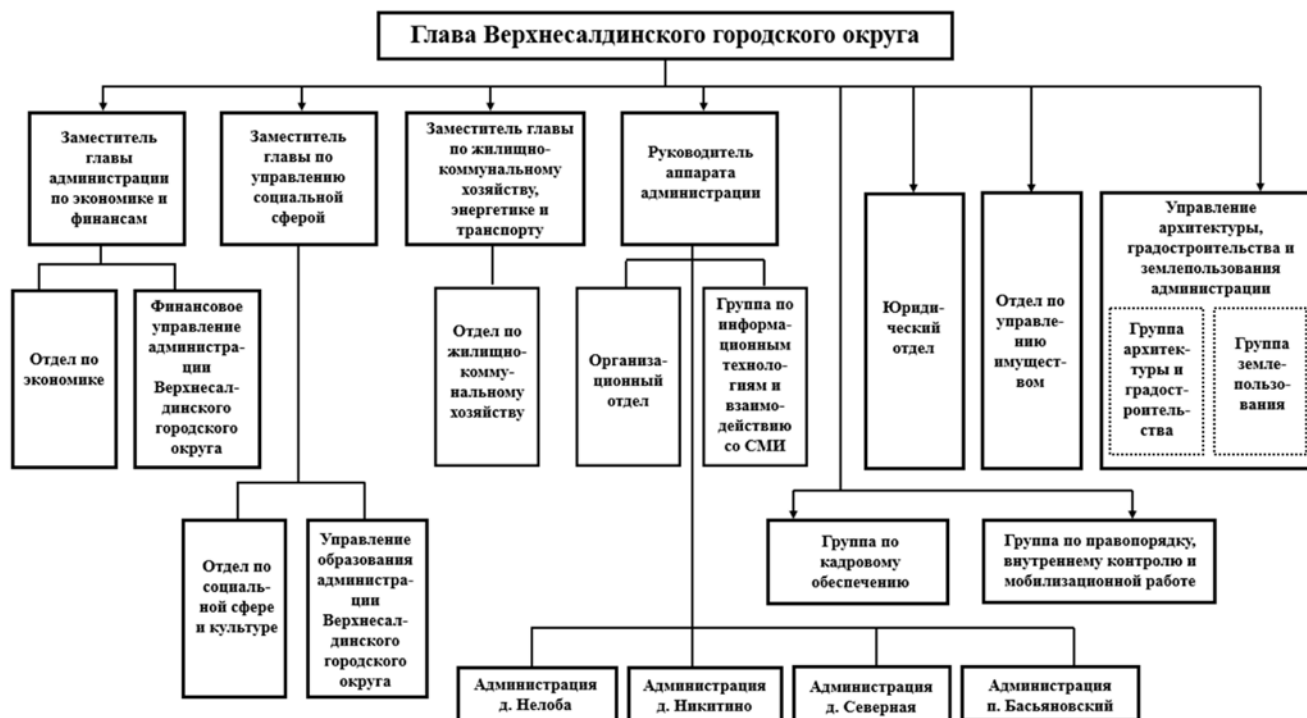 Глава Верхнесалдинского городского округа
Заместитель
главы
администрации
по экономике и
финансам
Заместитель
главы по
управлению
социальной
сферой
Заместитель главы
по жилищно-
коммунальному
хозяйству,
энергетике и
транспорту
Руководитель
аппарата
администрации
Юриди-
ческий
отдел
Отдел по
управле-
нию
имущест-
вом
Управление
архитектуры,
градостроительства и
землепользования
администрации
Группа
архитек-
туры и
градост-
роитель-
ства
Группа
земле-
пользо-
вания
Отдел по
экономике
Финансовое
управление
администра-
ции
Верхнесал-
динского
городского
округа
Отдел по
жилищно-
комму-
нальному
хозяйству
Организа-
ционный
отдел
Группа по
информа-
ционным
техноло-
гиям и
взаимо-
действию
со СМИ
Отдел по
социаль-
ной сфере
и культуре
Управление
образования
администра-
ции
Верхнесал-
динского
городского
округа
Группа по
кадровому
обеспечению
Группа по правопорядку,
внутреннему контролю и
мобилизационной работе
Администрация
д. Нелоба
Администрация
д. Никитино
Администрация
д. Северная
Администрация
п. Басьяновский